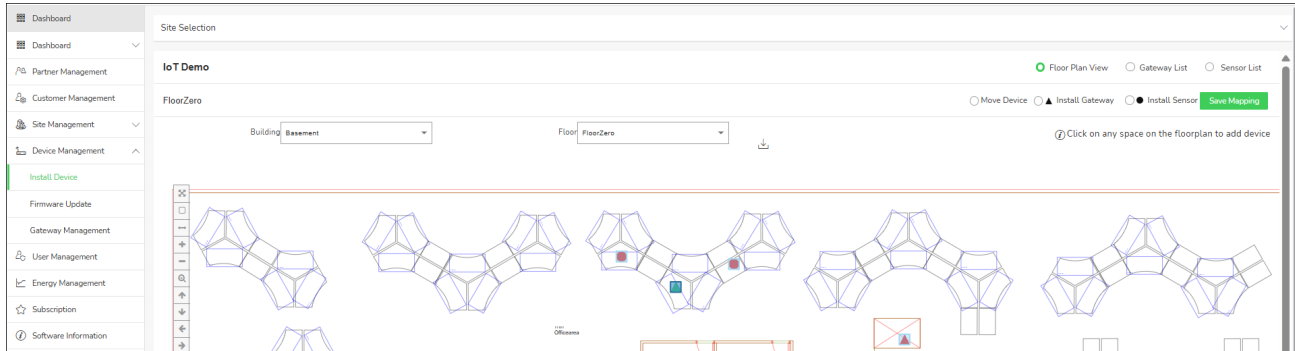 Dashboard
Dashboard
Partner Management
Customer Management
Site Management
Device Management
Install Device
Firmware Update
Gateway Management
User Management
Energy Management
Subscription
Software Information
Site Selection
IoT Demo
Floor Plan View Gateway List Sensor List
FloorZero
Move Device Install Gateway Install Sensor Save Mapping
Building Basement Floor FloorZero
Click on any space on the floorplan to add device
Officearea